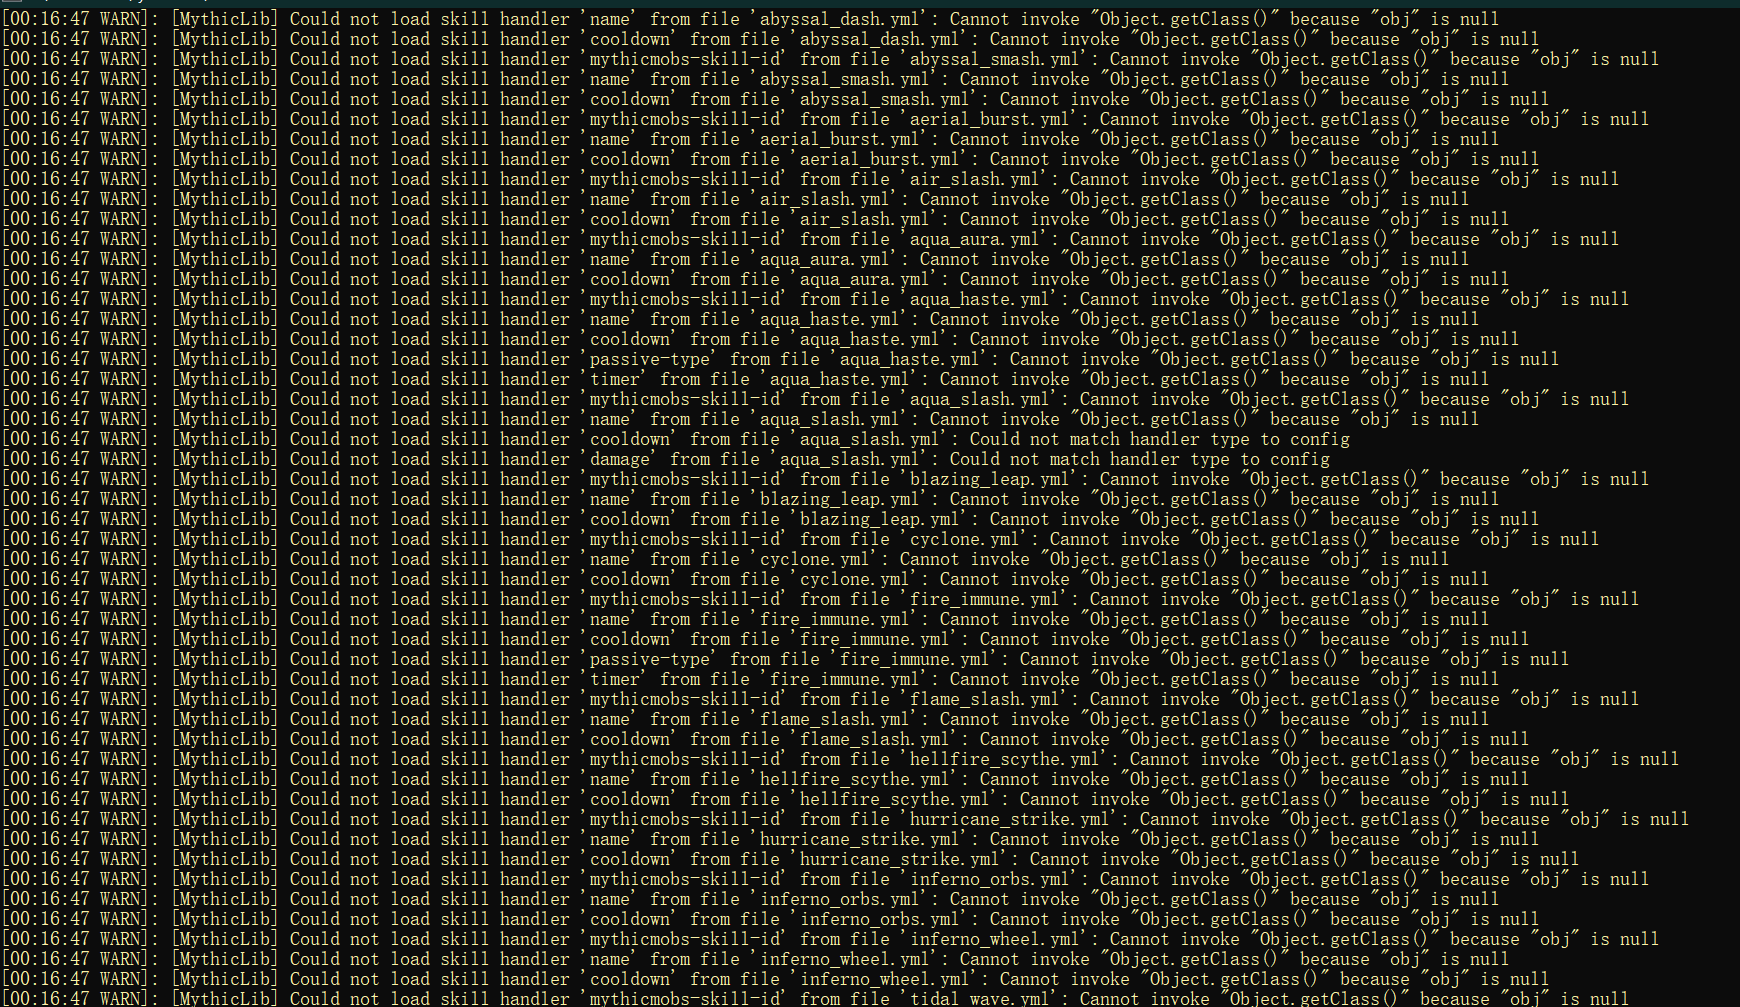 [00:16:47 WARN]: [MythicLib] Could not load skill handler 'name' from file 'abyssal_dash.yml': Cannot invoke "Object.getClass()" because "obj" is null
[00:16:47 WARN]: [MythicLib] Could not load skill handler 'cooldown' from file 'abyssal_dash.yml': Cannot invoke "Object.getClass()" because "obj" is null
[00:16:47 WARN]: [MythicLib] Could not load skill handler 'mythicmobs-skill-id' from file 'abyssal_smash.yml': Cannot invoke "Object.getClass()" because "obj" is null
[00:16:47 WARN]: [MythicLib] Could not load skill handler 'name' from file 'abyssal_smash.yml': Cannot invoke "Object.getClass()" because "obj" is null
[00:16:47 WARN]: [MythicLib] Could not load skill handler 'cooldown' from file 'abyssal_smash.yml': Cannot invoke "Object.getClass()" because "obj" is null
[00:16:47 WARN]: [MythicLib] Could not load skill handler 'mythicmobs-skill-id' from file 'aerial_burst.yml': Cannot invoke "Object.getClass()" because "obj" is null
[00:16:47 WARN]: [MythicLib] Could not load skill handler 'name' from file 'aerial_burst.yml': Cannot invoke "Object.getClass()" because "obj" is null
[00:16:47 WARN]: [MythicLib] Could not load skill handler 'cooldown' from file 'aerial_burst.yml': Cannot invoke "Object.getClass()" because "obj" is null
[00:16:47 WARN]: [MythicLib] Could not load skill handler 'mythicmobs-skill-id' from file 'air_slash.yml': Cannot invoke "Object.getClass()" because "obj" is null
[00:16:47 WARN]: [MythicLib] Could not load skill handler 'name' from file 'air_slash.yml': Cannot invoke "Object.getClass()" because "obj" is null
[00:16:47 WARN]: [MythicLib] Could not load skill handler 'cooldown' from file 'air_slash.yml': Cannot invoke "Object.getClass()" because "obj" is null
[00:16:47 WARN]: [MythicLib] Could not load skill handler 'mythicmobs-skill-id' from file 'aqua_aura.yml': Cannot invoke "Object.getClass()" because "obj" is null
[00:16:47 WARN]: [MythicLib] Could not load skill handler 'name' from file 'aqua_aura.yml': Cannot invoke "Object.getClass()" because "obj" is null
[00:16:47 WARN]: [MythicLib] Could not load skill handler 'cooldown' from file 'aqua_aura.yml': Cannot invoke "Object.getClass()" because "obj" is null
[00:16:47 WARN]: [MythicLib] Could not load skill handler 'mythicmobs-skill-id' from file 'aqua_haste.yml': Cannot invoke "Object.getClass()" because "obj" is null
[00:16:47 WARN]: [MythicLib] Could not load skill handler 'name' from file 'aqua_haste.yml': Cannot invoke "Object.getClass()" because "obj" is null
[00:16:47 WARN]: [MythicLib] Could not load skill handler 'cooldown' from file 'aqua_haste.yml': Cannot invoke "Object.getClass()" because "obj" is null
[00:16:47 WARN]: [MythicLib] Could not load skill handler 'passive-type' from file 'aqua_haste.yml': Cannot invoke "Object.getClass()" because "obj" is null
[00:16:47 WARN]: [MythicLib] Could not load skill handler 'timer' from file 'aqua_haste.yml': Cannot invoke "Object.getClass()" because "obj" is null
[00:16:47 WARN]: [MythicLib] Could not load skill handler 'mythicmobs-skill-id' from file 'aqua_slash.yml': Cannot invoke "Object.getClass()" because "obj" is null
[00:16:47 WARN]: [MythicLib] Could not load skill handler 'name' from file 'aqua_slash.yml': Cannot invoke "Object.getClass()" because "obj" is null
[00:16:47 WARN]: [MythicLib] Could not load skill handler 'cooldown' from file 'aqua_slash.yml': Could not match handler type to config
[00:16:47 WARN]: [MythicLib] Could not load skill handler 'damage' from file 'aqua_slash.yml': Could not match handler type to config
[00:16:47 WARN]: [MythicLib] Could not load skill handler 'mythicmobs-skill-id' from file 'blazing_leap.yml': Cannot invoke "Object.getClass()" because "obj" is null
[00:16:47 WARN]: [MythicLib] Could not load skill handler 'name' from file 'blazing_leap.yml': Cannot invoke "Object.getClass()" because "obj" is null
[00:16:47 WARN]: [MythicLib] Could not load skill handler 'cooldown' from file 'blazing_leap.yml': Cannot invoke "Object.getClass()" because "obj" is null
[00:16:47 WARN]: [MythicLib] Could not load skill handler 'mythicmobs-skill-id' from file 'cyclone.yml': Cannot invoke "Object.getClass()" because "obj" is null
[00:16:47 WARN]: [MythicLib] Could not load skill handler 'name' from file 'cyclone.yml': Cannot invoke "Object.getClass()" because "obj" is null
[00:16:47 WARN]: [MythicLib] Could not load skill handler 'cooldown' from file 'cyclone.yml': Cannot invoke "Object.getClass()" because "obj" is null
[00:16:47 WARN]: [MythicLib] Could not load skill handler 'mythicmobs-skill-id' from file 'fire_immune.yml': Cannot invoke "Object.getClass()" because "obj" is null
[00:16:47 WARN]: [MythicLib] Could not load skill handler 'name' from file 'fire_immune.yml': Cannot invoke "Object.getClass()" because "obj" is null
[00:16:47 WARN]: [MythicLib] Could not load skill handler 'cooldown' from file 'fire_immune.yml': Cannot invoke "Object.getClass()" because "obj" is null
[00:16:47 WARN]: [MythicLib] Could not load skill handler 'passive-type' from file 'fire_immune.yml': Cannot invoke "Object.getClass()" because "obj" is null
[00:16:47 WARN]: [MythicLib] Could not load skill handler 'timer' from file 'fire_immune.yml': Cannot invoke "Object.getClass()" because "obj" is null
[00:16:47 WARN]: [MythicLib] Could not load skill handler 'mythicmobs-skill-id' from file 'flame_slash.yml': Cannot invoke "Object.getClass()" because "obj" is null
[00:16:47 WARN]: [MythicLib] Could not load skill handler 'name' from file 'flame_slash.yml': Cannot invoke "Object.getClass()" because "obj" is null
[00:16:47 WARN]: [MythicLib] Could not load skill handler 'cooldown' from file 'flame_slash.yml': Cannot invoke "Object.getClass()" because "obj" is null
[00:16:47 WARN]: [MythicLib] Could not load skill handler 'mythicmobs-skill-id' from file 'hellfire_scythe.yml': Cannot invoke "Object.getClass()" because "obj" is null
[00:16:47 WARN]: [MythicLib] Could not load skill handler 'name' from file 'hellfire_scythe.yml': Cannot invoke "Object.getClass()" because "obj" is null
[00:16:47 WARN]: [MythicLib] Could not load skill handler 'cooldown' from file 'hellfire_scythe.yml': Cannot invoke "Object.getClass()" because "obj" is null
[00:16:47 WARN]: [MythicLib] Could not load skill handler 'mythicmobs-skill-id' from file 'hurricane_strike.yml': Cannot invoke "Object.getClass()" because "obj" is null
[00:16:47 WARN]: [MythicLib] Could not load skill handler 'name' from file 'hurricane_strike.yml': Cannot invoke "Object.getClass()" because "obj" is null
[00:16:47 WARN]: [MythicLib] Could not load skill handler 'cooldown' from file 'hurricane_strike.yml': Cannot invoke "Object.getClass()" because "obj" is null
[00:16:47 WARN]: [MythicLib] Could not load skill handler 'mythicmobs-skill-id' from file 'inferno_orbs.yml': Cannot invoke "Object.getClass()" because "obj" is null
[00:16:47 WARN]: [MythicLib] Could not load skill handler 'name' from file 'inferno_orbs.yml': Cannot invoke "Object.getClass()" because "obj" is null
[00:16:47 WARN]: [MythicLib] Could not load skill handler 'cooldown' from file 'inferno_orbs.yml': Cannot invoke "Object.getClass()" because "obj" is null
[00:16:47 WARN]: [MythicLib] Could not load skill handler 'mythicmobs-skill-id' from file 'inferno_wheel.yml': Cannot invoke "Object.getClass()" because "obj" is null
[00:16:47 WARN]: [MythicLib] Could not load skill handler 'name' from file 'inferno_wheel.yml': Cannot invoke "Object.getClass()" because "obj" is null
[00:16:47 WARN]: [MythicLib] Could not load skill handler 'cooldown' from file 'inferno_wheel.yml': Cannot invoke "Object.getClass()" because "obj" is null
[00:16:47 WARN]: [MythicLib] Could not load skill handler 'mythicmobs-skill-id' from file 'tidal_wave.yml': Cannot invoke "Object.getClass()" because "obj" is null